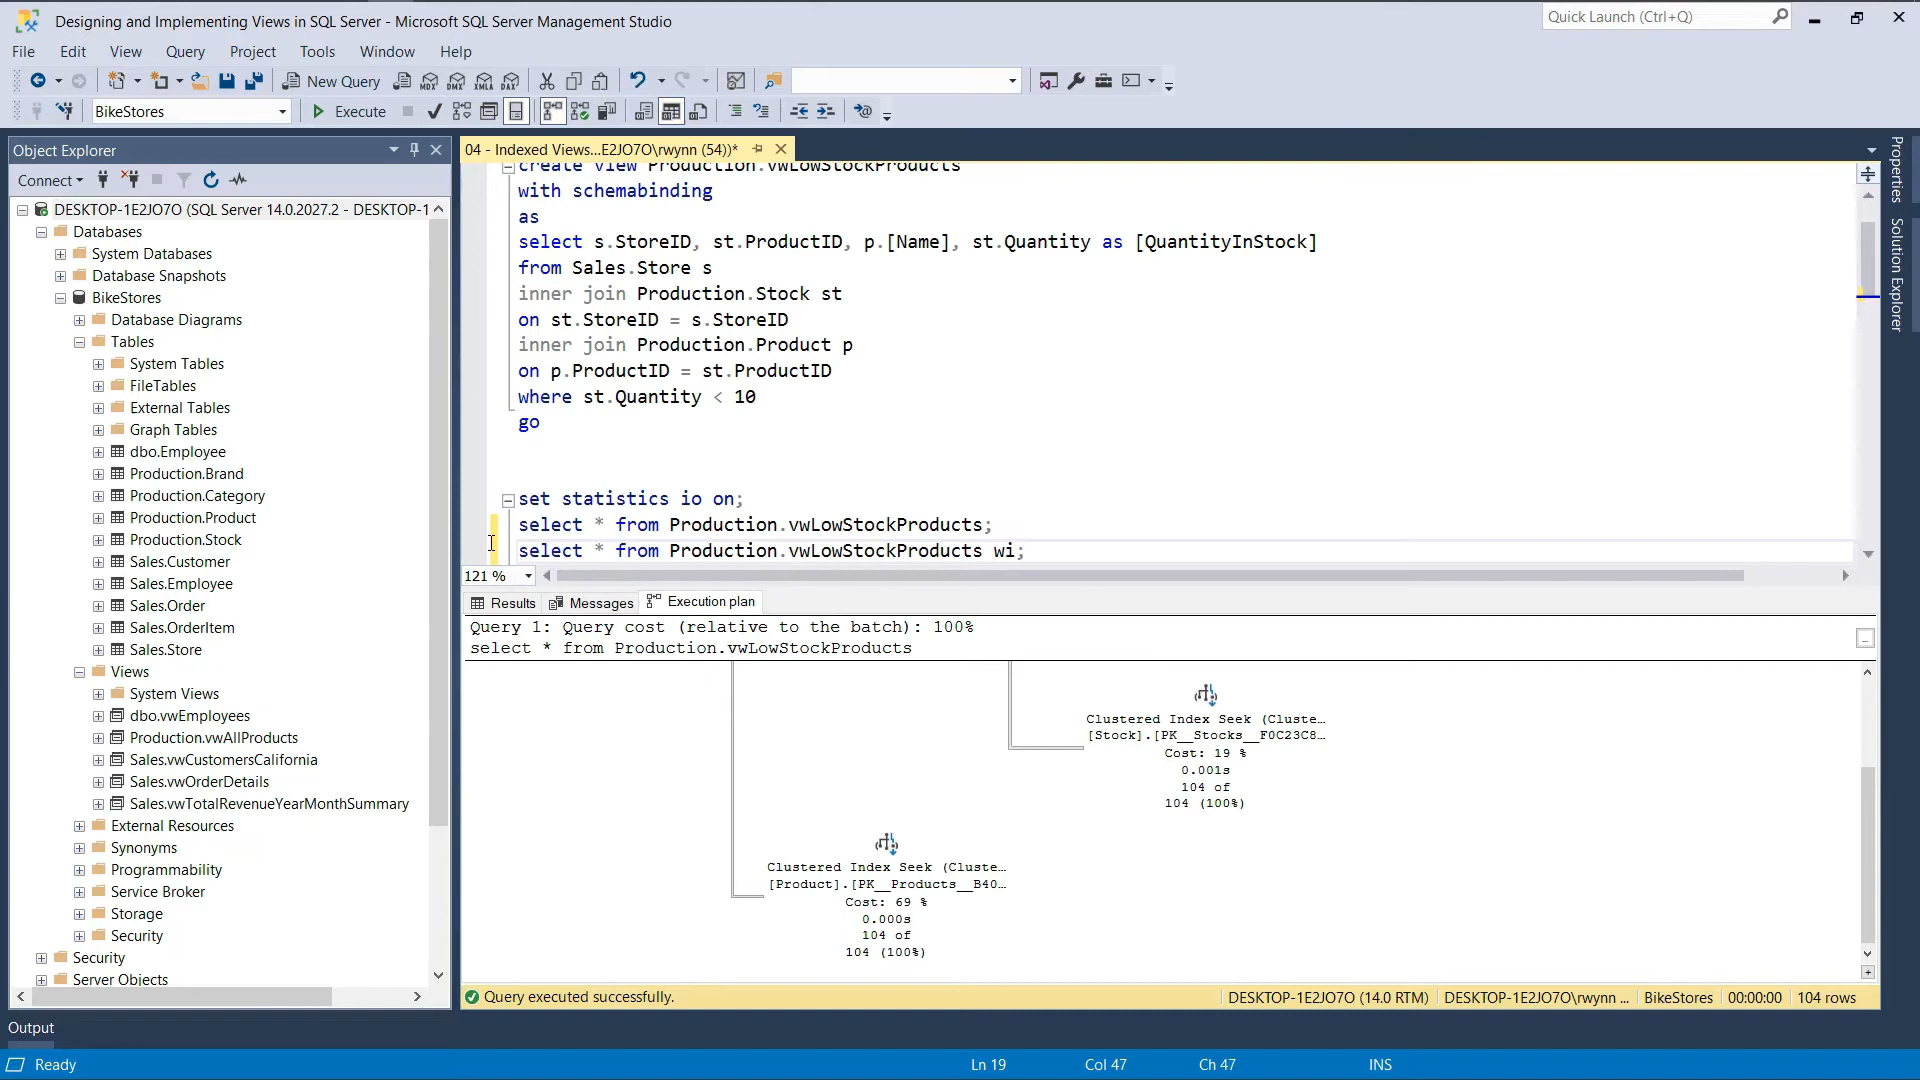 Designing and Implementing Views in SQL Server - Microsoft SQL Server Management Studio
Quick Launch (Ctrl+Q)
File Edit View Query Project Tools Window Help
New Query
MDX DMX XMLA DAX
BikeStores
Execute
Object Explorer
Connect
DESKTOP-1E2JO7O (SQL Server 14.0.2027.2 - DESKTOP-1
Databases
System Databases
Database Snapshots
BikeStores
Database Diagrams
Tables
System Tables
FileTables
External Tables
Graph Tables
dbo.Employee
Production.Brand
Production.Category
Production.Product
Production.Stock
Sales.Customer
Sales.Employee
Sales.Order
Sales.OrderItem
Sales.Store
Views
System Views
dbo.vwEmployees
Production.vwAllProducts
Sales.vwCustomersCalifornia
Sales.vwOrderDetails
Sales.vwTotalRevenueYearMonthSummary
External Resources
Synonyms
Programmability
Service Broker
Storage
Security
Security
Server Objects
04 - Indexed Views...E2JO7O\rwynn (54))*
create view Production.vwLowStockProducts
with schemabinding
as
select s.StoreID, st.ProductID, p.[Name], st.Quantity as [QuantityInStock]
from Sales.Store s
inner join Production.Stock st
on st.StoreID = s.StoreID
inner join Production.Product p
on p.ProductID = st.ProductID
where st.Quantity < 10
go
set statistics io on;
select * from Production.vwLowStockProducts;
select * from Production.vwLowStockProducts wi;
121 %
Results Messages Execution plan
Query 1: Query cost (relative to the batch): 100%
select * from Production.vwLowStockProducts
Clustered Index Seek (Cluste...
[Stock].[PK__Stocks__F0C23C8...
Cost: 19 %
0.001s
104 of
104 (100%)
Clustered Index Seek (Cluste...
[Product].[PK__Products__B40...
Cost: 69 %
0.000s
104 of
104 (100%)
Query executed successfully.
DESKTOP-1E2JO7O (14.0 RTM)
DESKTOP-1E2JO7O\rwynn ...
BikeStores
00:00:00
104 rows
Properties
Solution Explorer
Output
Ready
Ln 19
Col 47
Ch 47
INS